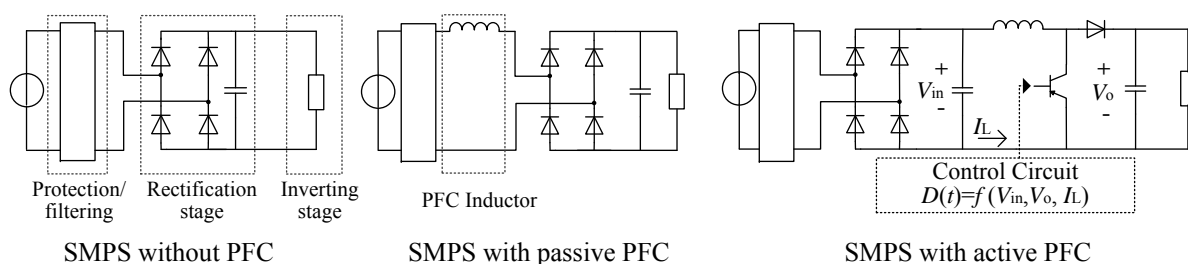 +
Vin
-
+
Vo
-
IL
Protection/
filtering
Rectification
stage
Inverting
stage
PFC Inductor
Control Circuit
D(t)=f (Vin,Vo, IL)
SMPS without PFC
SMPS with passive PFC
SMPS with active PFC